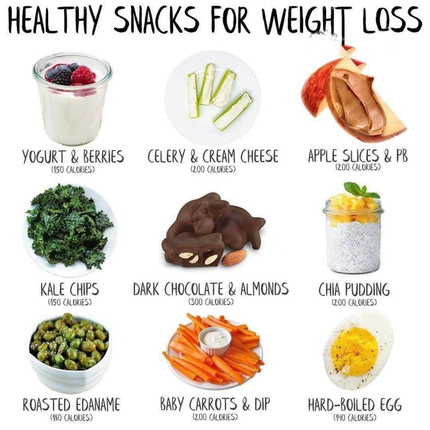 HEALTHY SNACKS FOR WEIGHT LOSS
YOGURT & BERRIES
(150 CALORIES)
CELERY & CREAM CHEESE
(200 CALORIES)
APPLE SLICES & PB
(200 CALORIES)
KALE CHIPS
(150 CALORIES)
DARK CHOCOLATE & ALMONDS
(300 CALORIES)
CHIA PUDDING
(200 CALORIES)
ROASTED EDANAME
(180 CALORIES)
BABY CARROTS & DIP
(200 CALORIES)
HARD-BOILED EGG
(140 CALORIES)